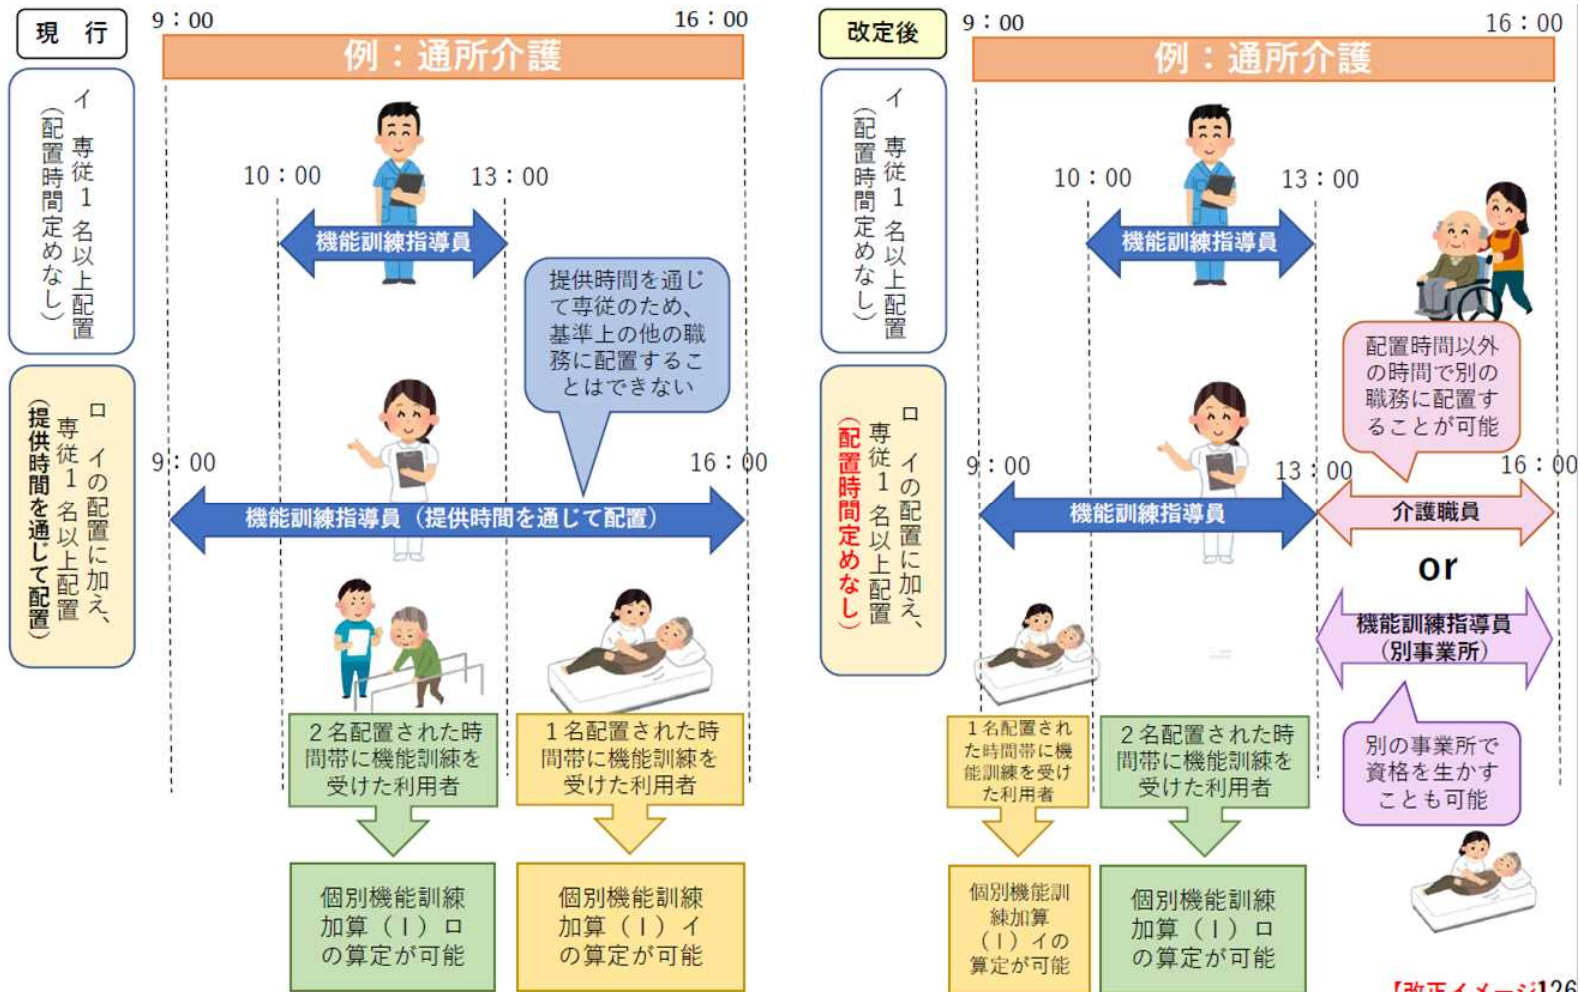 現　行
9：00
16：00
例：通所介護
イ　専従１名以上配置
（配置時間定めなし）
10：00
13：00
機能訓練指導員
提供時間を通じ
て専従のため、
基準上の他の職
務に配置するこ
とはできない
ロ　イの配置に加え、
専従１名以上配置
（提供時間を通じて配置）
9：00
16：00
機能訓練指導員（提供時間を通じて配置）
２名配置された時
間帯に機能訓練を
受けた利用者
１名配置された時
間帯に機能訓練を
受けた利用者
個別機能訓練
加算（Ⅰ）ロ
の算定が可能
個別機能訓練
加算（Ⅰ）イ
の算定が可能
改定後
9：00
16：00
例：通所介護
イ　専従１名以上配置
（配置時間定めなし）
10：00
13：00
機能訓練指導員
配置時間以外
の時間で別の
職務に配置す
ることが可能
ロ　イの配置に加え、
専従１名以上配置
（配置時間定めなし）
9：00
13：00
16：00
機能訓練指導員
介護職員
or
機能訓練指導員
（別事業所）
別の事業所で
資格を生かす
ことも可能
１名配置され
た時間帯に機
能訓練を受け
た利用者
２名配置された時
間帯に機能訓練を
受けた利用者
個別機能訓
練加算
（Ⅰ）イの
算定が可能
個別機能訓練
加算（Ⅰ）ロ
の算定が可能
【改正イメージ126